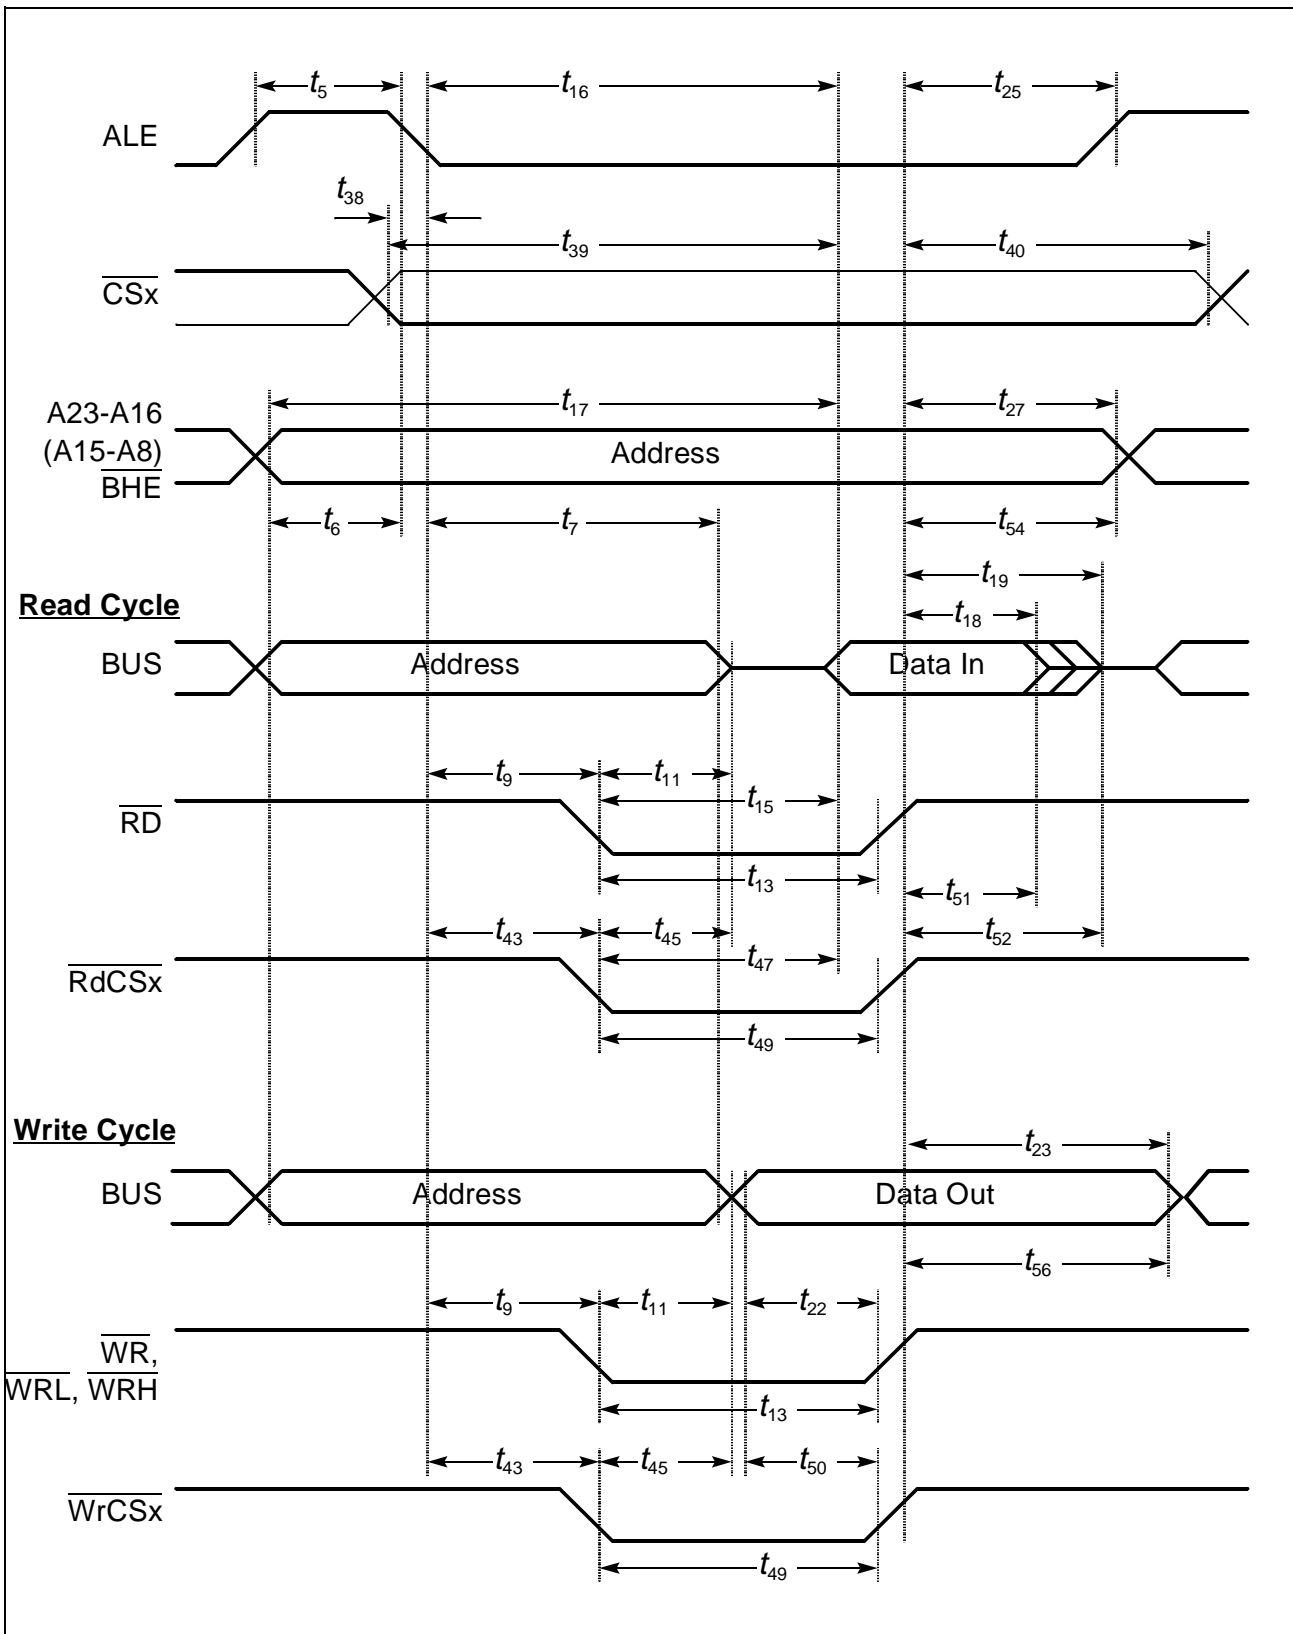 t5 t16 t25
ALE
t38
t39 t40
CSx
t17 t27
A23-A16
(A15-A8)
BHE
Address
t6 t7 t54
t19
Read Cycle
t18
BUS Address Data In
t9 t11
t15
RD
t13 t51
t43 t45 t52
t47
RdCSx
t49
Write Cycle
t23
BUS Address Data Out
t56
t9 t11 t22
WR,
WRL, WRH
t13
t43 t45 t50
WrCSx
t49